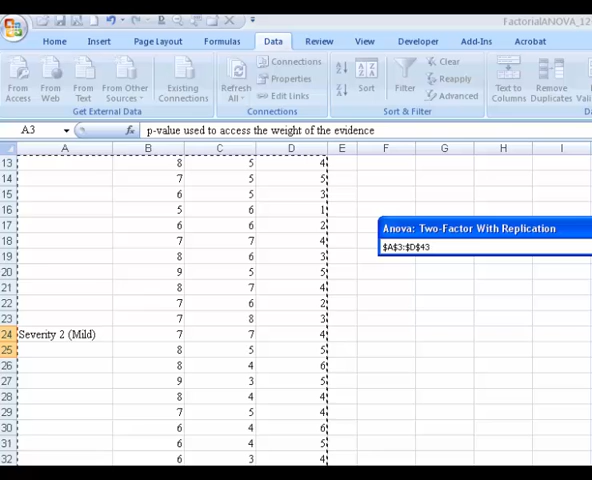 FactorialANOVA_12
Home Insert Page Layout Formulas Data Review View Developer Add-Ins Acrobat
From Access
From Web
From Text
From Other Sources
Existing Connections
Get External Data
Refresh All
Connections
Properties
Edit Links
Connections
Sort
Filter
Clear
Reapply
Advanced
Sort & Filter
Text to Columns
Remove Duplicates
A3 fx p-value used to access the weight of the evidence
A B C D E F G H I
13 8 5 4
14 7 5 5
15 6 5 3
16 5 6 1
17 6 6 2
18 7 7 4
19 8 6 3
20 9 5 5
21 8 7 4
22 7 6 2
23 7 8 3
24 Severity 2 (Mild) 7 7 4
25 8 5 5
26 8 4 6
27 9 3 5
28 8 4 4
29 7 5 4
30 6 4 6
31 6 4 5
32 6 3 4
Anova: Two-Factor With Replication
$A$3:$D$43